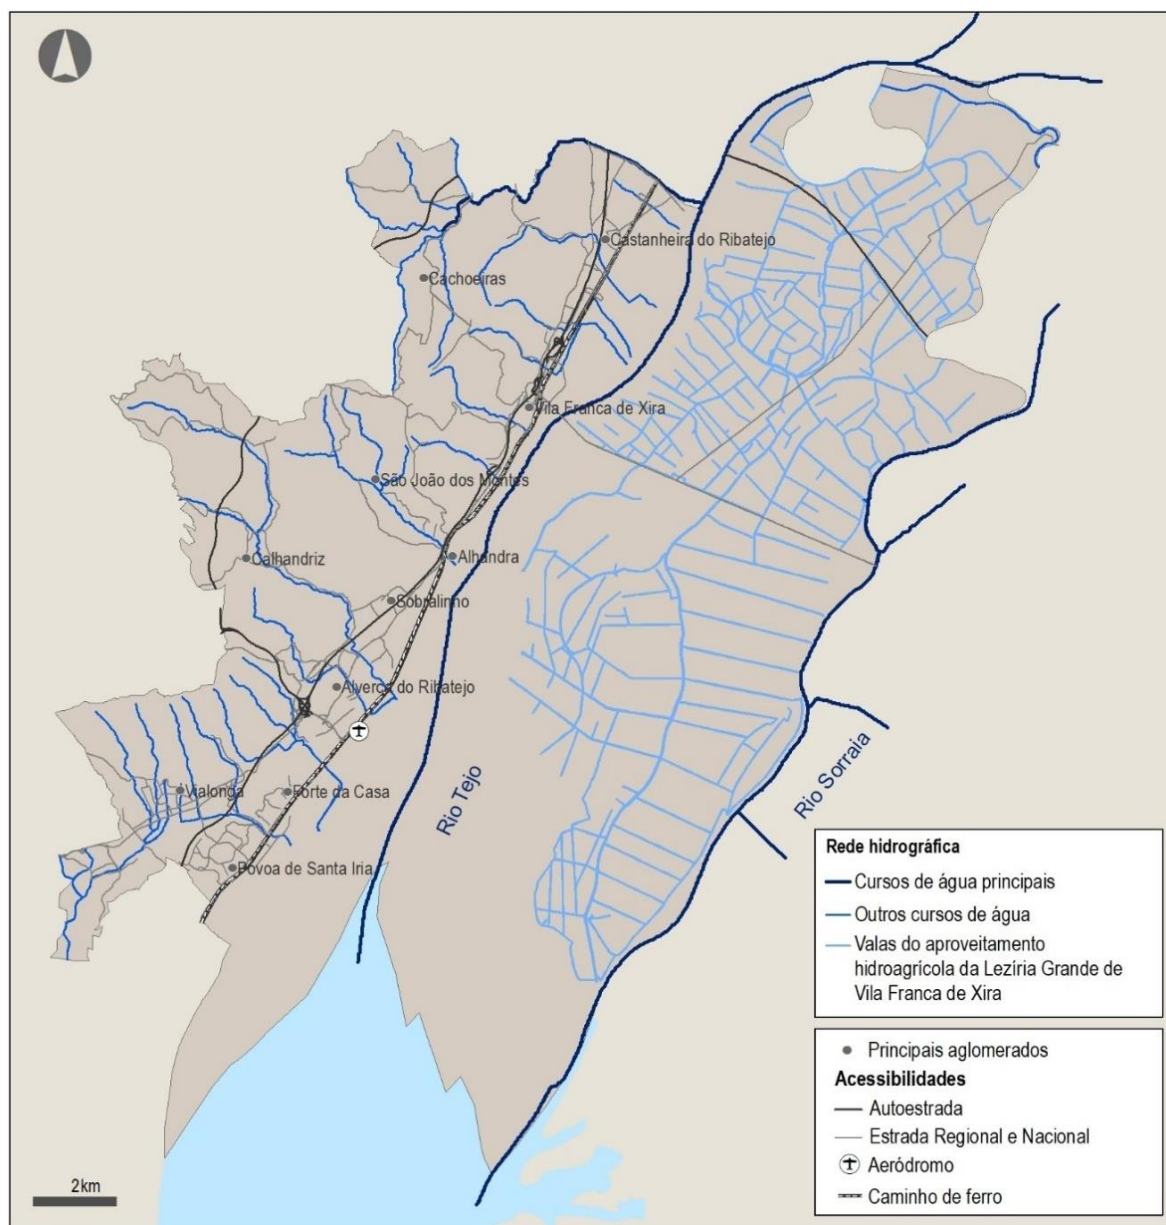 Castanheira do Ribatejo
Cachoeiras
Vila Franca de Xira
São João dos Montes
Alhandra
Calhandriz
Sobralinho
Alverca do Ribatejo
Rio Tejo
Rio Sorraia
Vialonga
Forte da Casa
Póvoa de Santa Iria
Rede hidrográfica
Cursos de água principais
Outros cursos de água
Valas do aproveitamento
hidroagrícola da Lezíria Grande de
Vila Franca de Xira
Principais aglomerados
Acessibilidades
Autoestrada
Estrada Regional e Nacional
Aeródromo
Caminho de ferro
2km